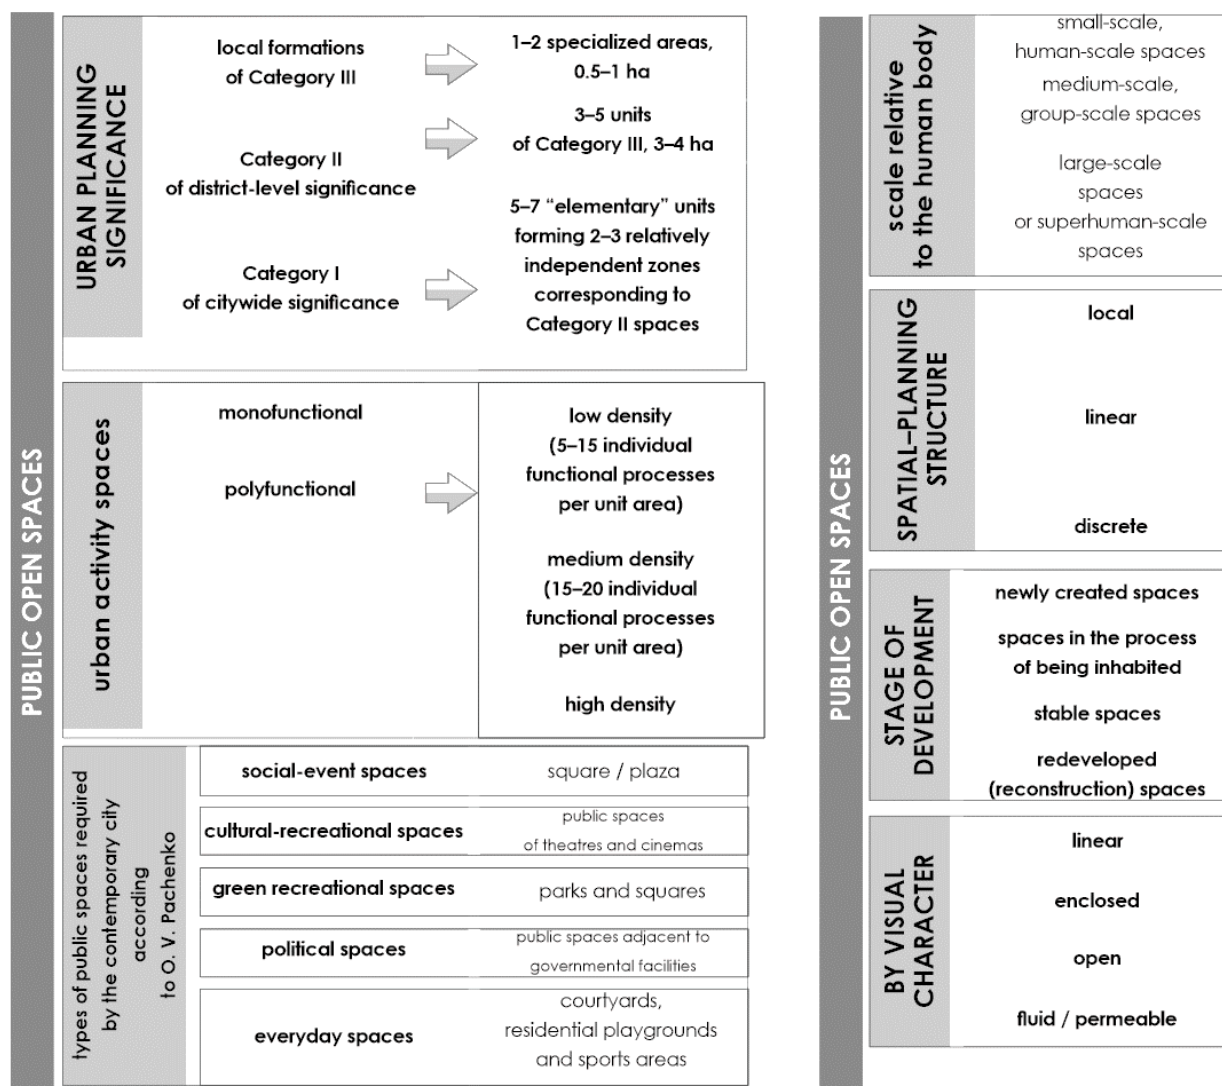 PUBLIC OPEN SPACES
URBAN PLANNING
SIGNIFICANCE
local formations
of Category III
1–2 specialized areas,
0.5–1 ha
Category II
of district-level significance
3–5 units
of Category III, 3–4 ha
Category I
of citywide significance
5–7 “elementary” units
forming 2–3 relatively
independent zones
corresponding to
Category II spaces
urban activity spaces
monofunctional
polyfunctional
low density
(5–15 individual
functional processes
per unit area)
medium density
(15–20 individual
functional processes
per unit area)
high density
types of public spaces required
by the contemporary city
according
to O. V. Pachenko
social-event spaces
square / plaza
cultural-recreational spaces
public spaces
of theatres and cinemas
green recreational spaces
parks and squares
political spaces
public spaces adjacent to
governmental facilities
everyday spaces
courtyards,
residential playgrounds
and sports areas
PUBLIC OPEN SPACES
scale relative
to the human body
small-scale,
human-scale spaces
medium-scale,
group-scale spaces
large-scale
spaces
or superhuman-scale
spaces
SPATIAL–PLANNING
STRUCTURE
local
linear
discrete
STAGE OF
DEVELOPMENT
newly created spaces
spaces in the process
of being inhabited
stable spaces
redeveloped
(reconstruction) spaces
BY VISUAL
CHARACTER
linear
enclosed
open
fluid / permeable